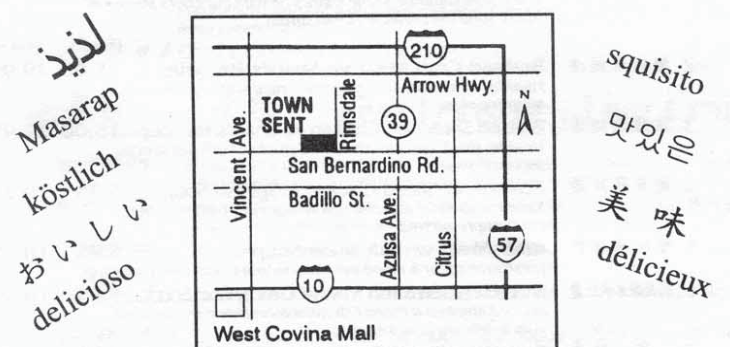 لذيذ
Masarap
köstlich
おいしい
delicioso
210
Arrow Hwy.
N
TOWN
SENT
Rimsdale
39
Vincent Ave.
San Bernardino Rd.
Badillo St.
Azusa Ave.
Citrus
57
10
West Covina Mall
squisito
맛있은
美味
délicieux